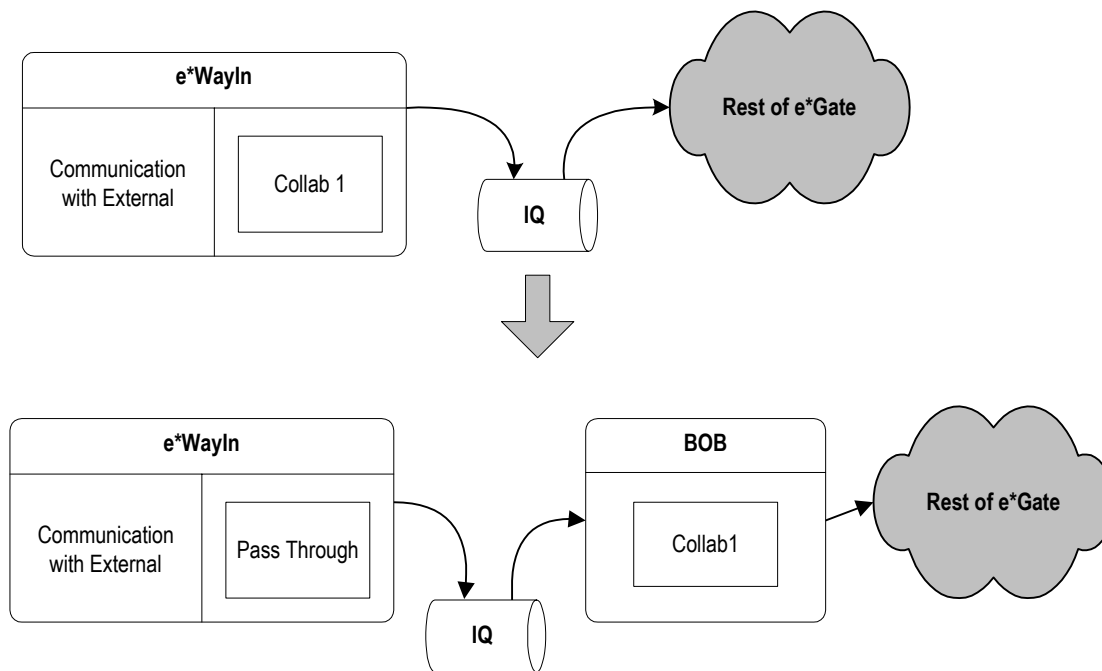 e*WayIn
Communication
with External
Collab 1
IQ
Rest of e*Gate
e*WayIn
Communication
with External
Pass Through
IQ
BOB
Collab1
Rest of e*Gate